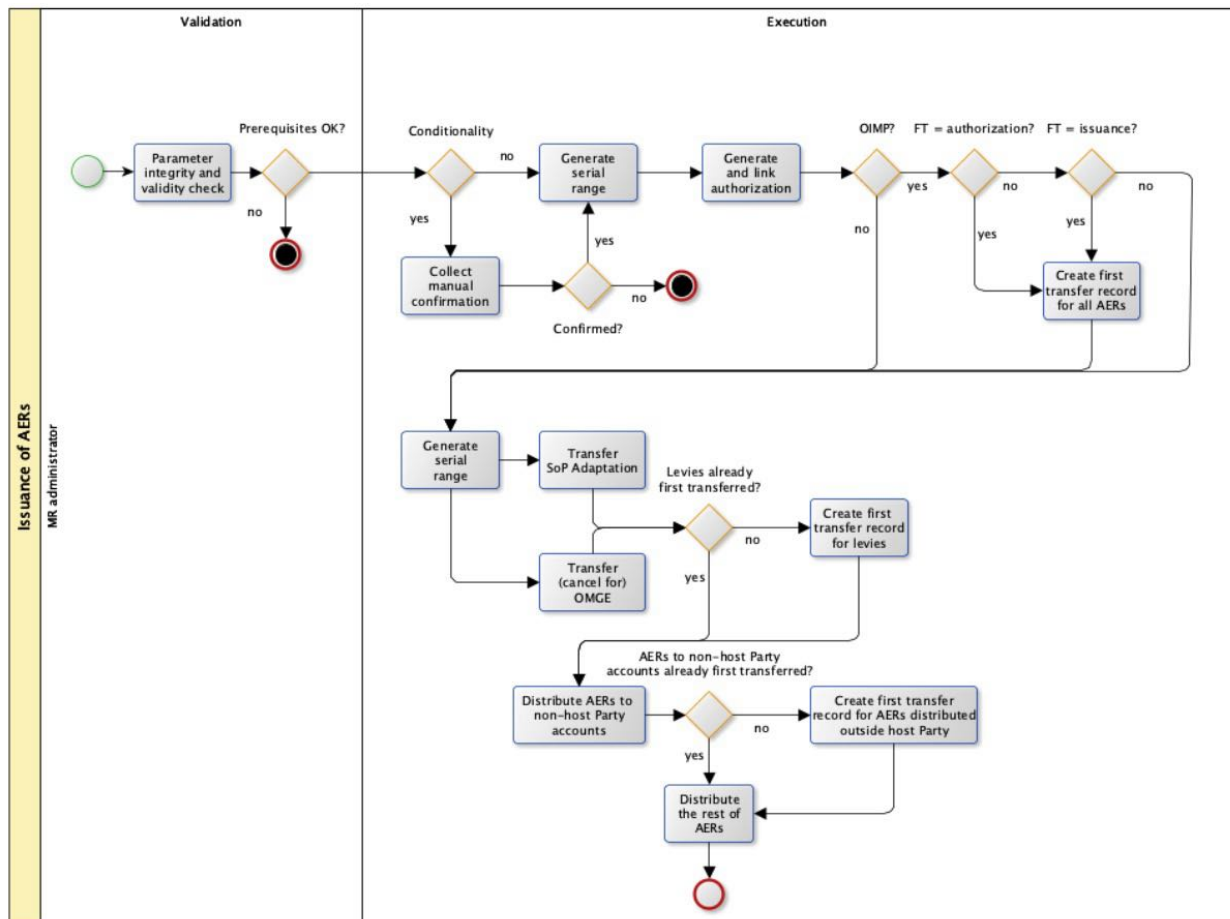 Validation
Execution
Issuance of AERs
MR administrator
Parameter
integrity and
validity check
Prerequisites OK?
no
Conditionality
no
yes
Collect
manual
confirmation
Generate
serial
range
yes
no
Confirmed?
Generate
and link
authorization
OIMP?
yes
no
FT = authorization?
no
yes
FT = issuance?
no
yes
Create first
transfer record
for all AERs
Generate
serial
range
Transfer
SoP Adaptation
Transfer
(cancel for)
OMGE
Levies already
first transferred?
no
yes
Create first
transfer record
for levies
Distribute AERs to
non-host Party
accounts
AERs to non-host Party
accounts already first transferred?
no
yes
Create first transfer
record for AERs distributed
outside host Party
Distribute
the rest of
AERs